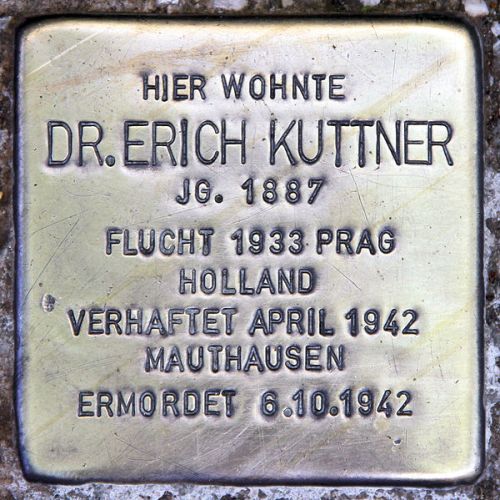 HIER WOHNTE
DR. ERICH KUTTNER
JG. 1887
FLUCHT 1933 PRAG
HOLLAND
VERHAFTET APRIL 1942
MAUTHAUSEN
ERMORDET 6.10.1942